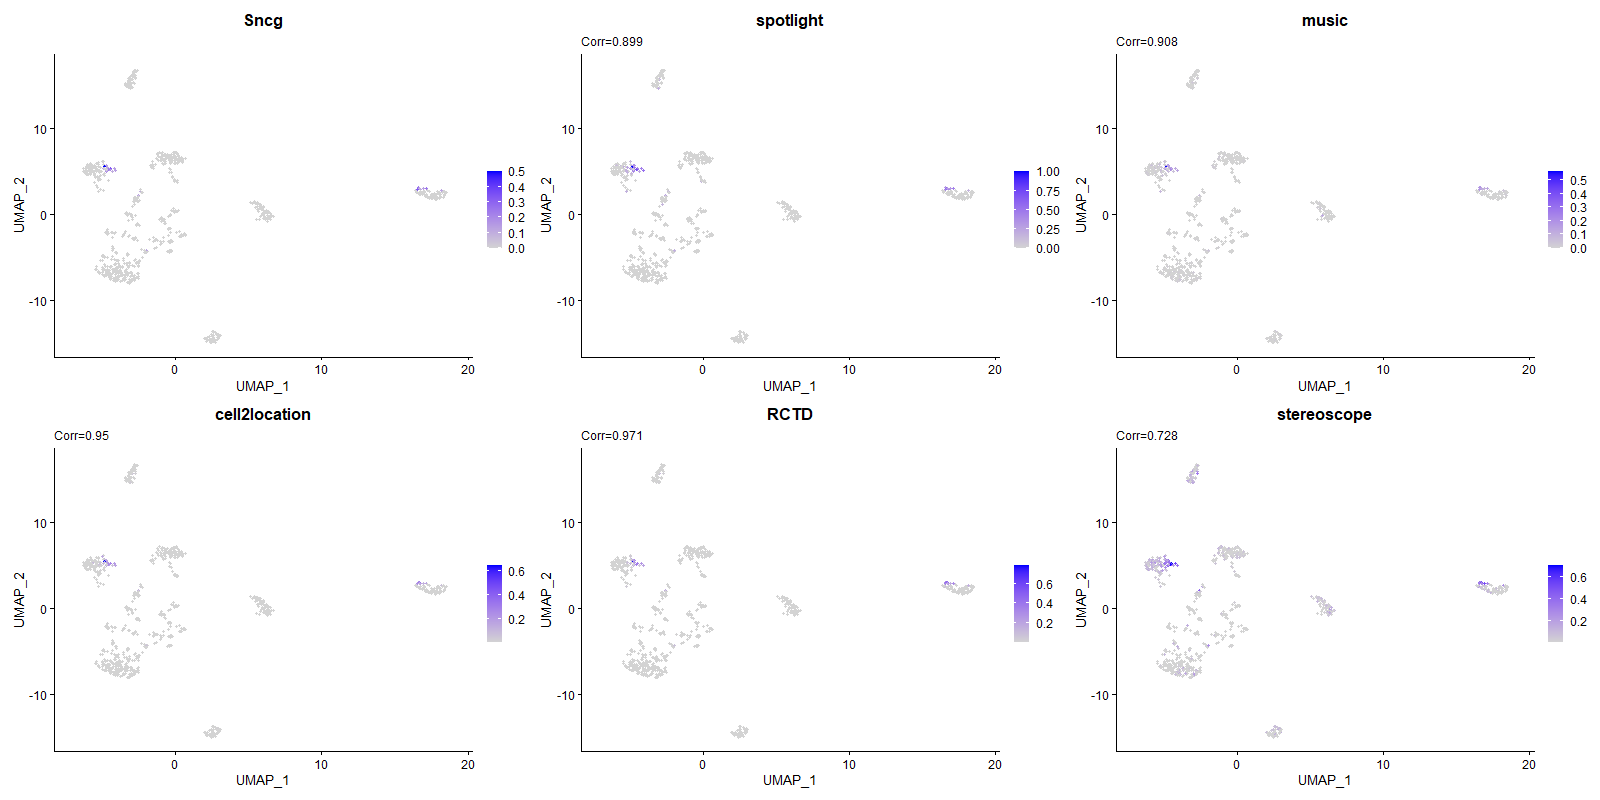 Sncg
10
0
-10
UMAP_2
0
10
20
UMAP_1
0.5
0.4
0.3
0.2
0.1
0.0
spotlight
Corr=0.899
10
0
-10
UMAP_2
0
10
20
UMAP_1
1.00
0.75
0.50
0.25
0.00
music
Corr=0.908
10
0
-10
UMAP_2
0
10
20
UMAP_1
0.5
0.4
0.3
0.2
0.1
0.0
cell2location
Corr=0.95
10
0
-10
UMAP_2
0
10
20
UMAP_1
0.6
0.4
0.2
RCTD
Corr=0.971
10
0
-10
UMAP_2
0
10
20
UMAP_1
0.6
0.4
0.2
stereoscope
Corr=0.728
10
0
-10
UMAP_2
0
10
20
UMAP_1
0.6
0.4
0.2